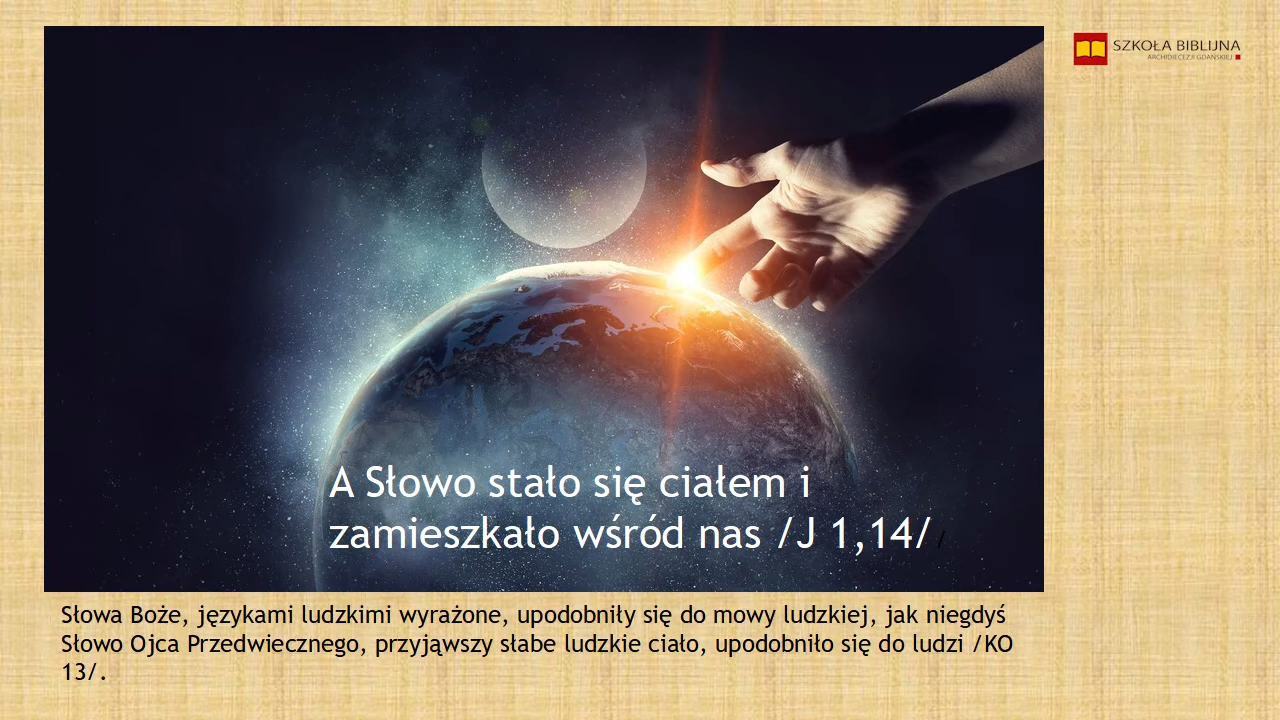 SZKOŁA BIBLIJNA
ARCHIDIECEZJI GDAŃSKIEJ
A Słowo stało się ciałem i
zamieszkało wśród nas /J 1,14/ /
Słowa Boże, językami ludzkimi wyrażone, upodobniły się do mowy ludzkiej, jak niegdyś
Słowo Ojca Przedwiecznego, przyjąwszy słabe ludzkie ciało, upodobniło się do ludzi /KO
13/.